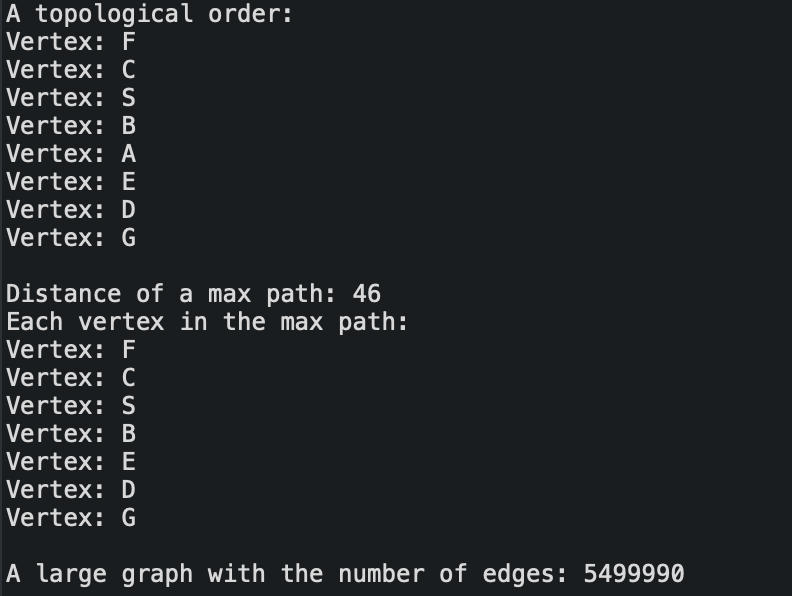 A topological order:
Vertex: F
Vertex: C
Vertex: S
Vertex: B
Vertex: A
Vertex: E
Vertex: D
Vertex: G
Distance of a max path: 46
Each vertex in the max path:
Vertex: F
Vertex: C
Vertex: S
Vertex: B
Vertex: E
Vertex: D
Vertex: G
A large graph with the number of edges: 5499990